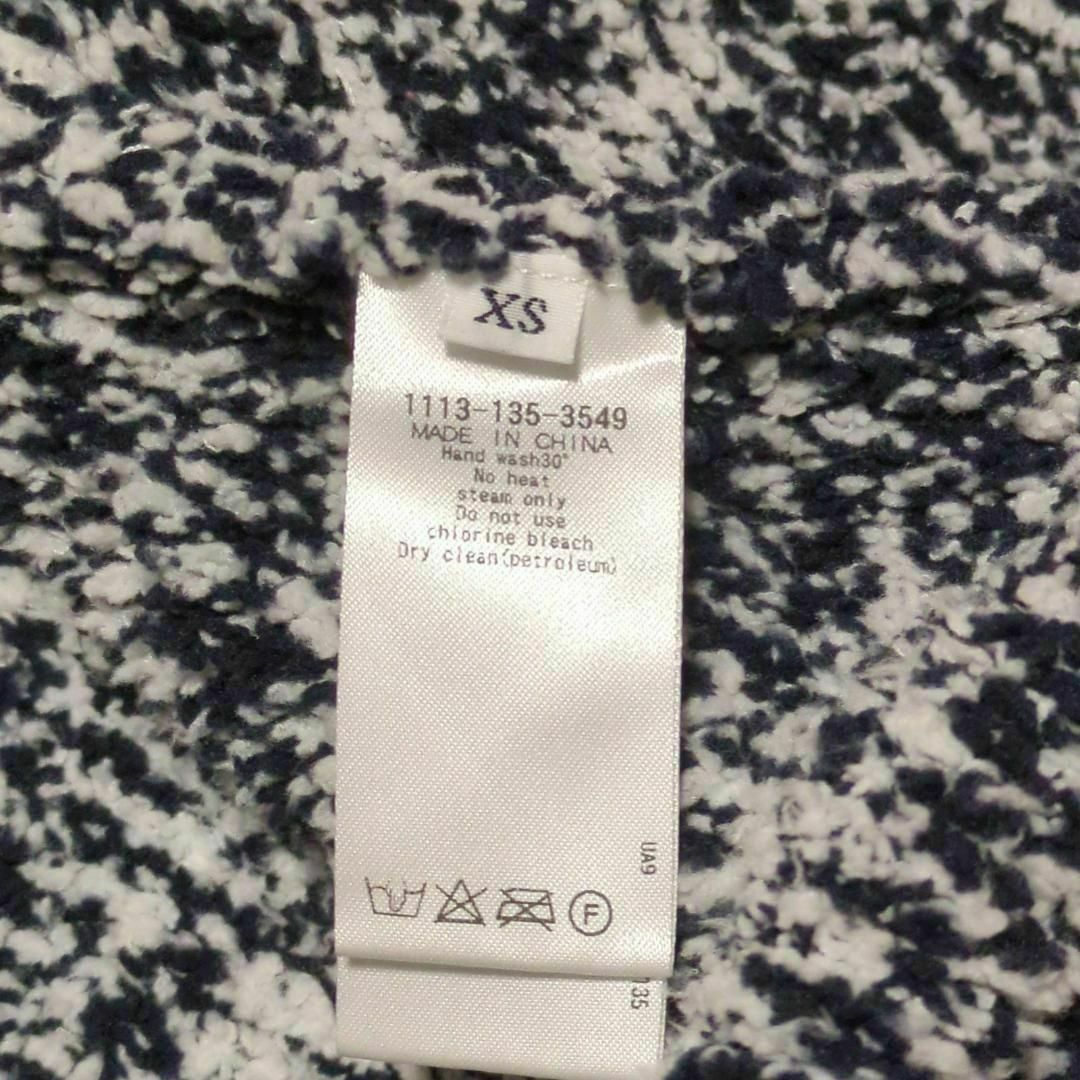 XS
1113-135-3549
MADE IN CHINA
Hand wash30°
No heat
steam only
Do not use
chlorine bleach
Dry clean(petroleum)
UA9
F
135